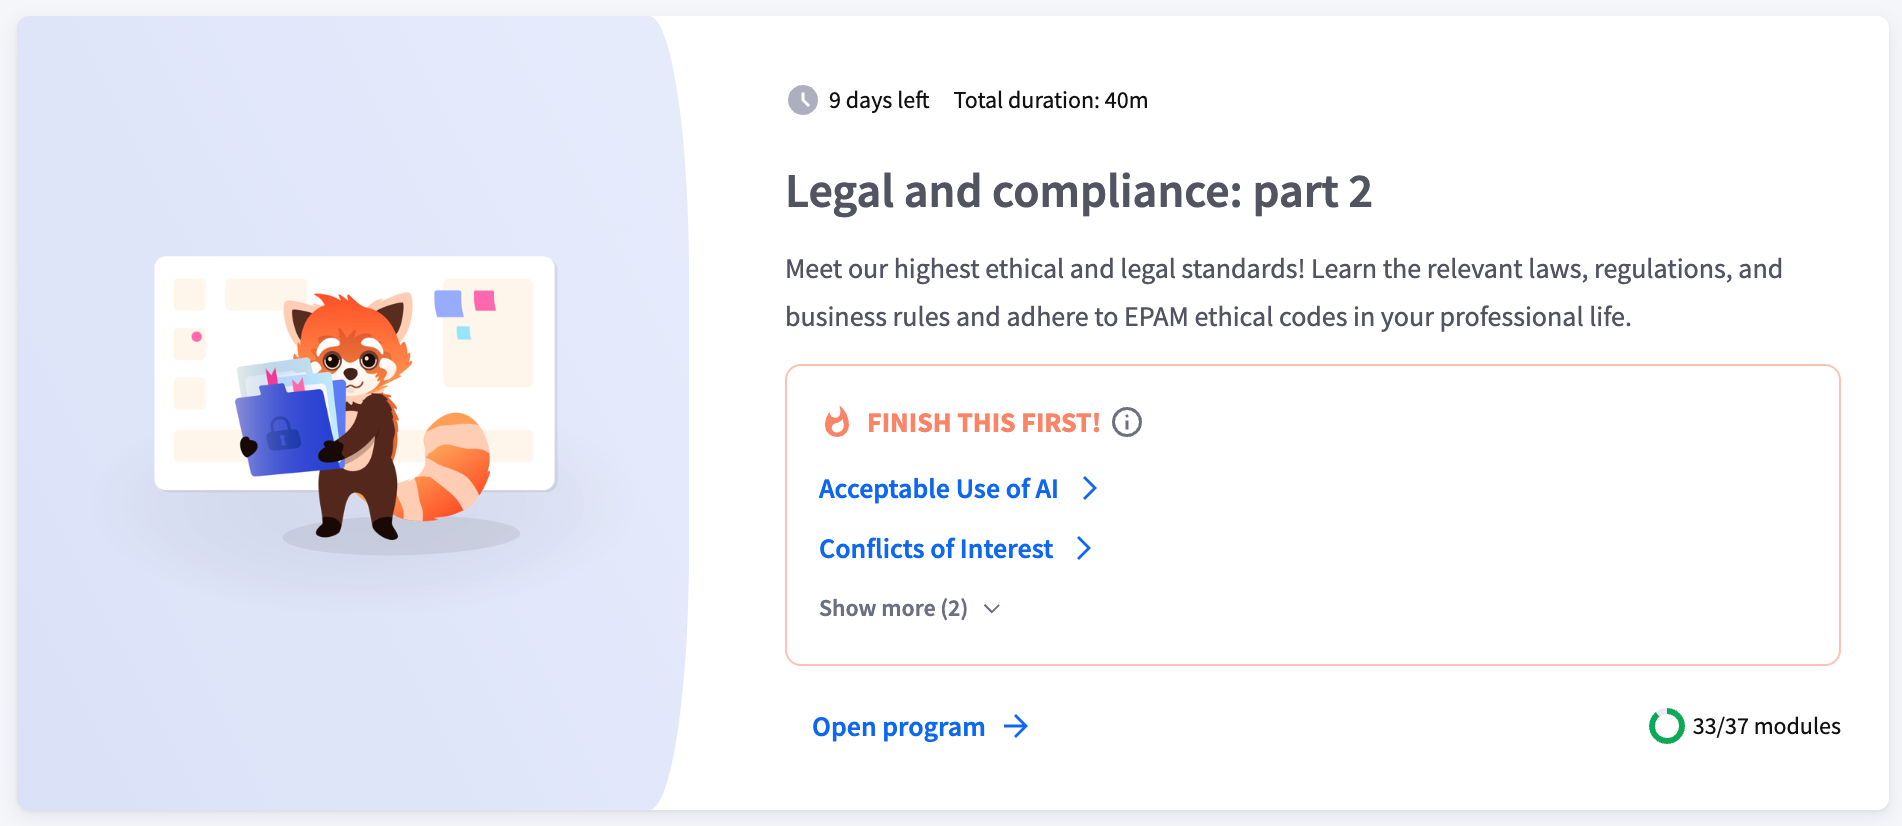 9 days left Total duration: 40m
Legal and compliance: part 2
Meet our highest ethical and legal standards! Learn the relevant laws, regulations, and
business rules and adhere to EPAM ethical codes in your professional life.
FINISH THIS FIRST!
Acceptable Use of AI
Conflicts of Interest
Show more (2)
Open program
33/37 modules